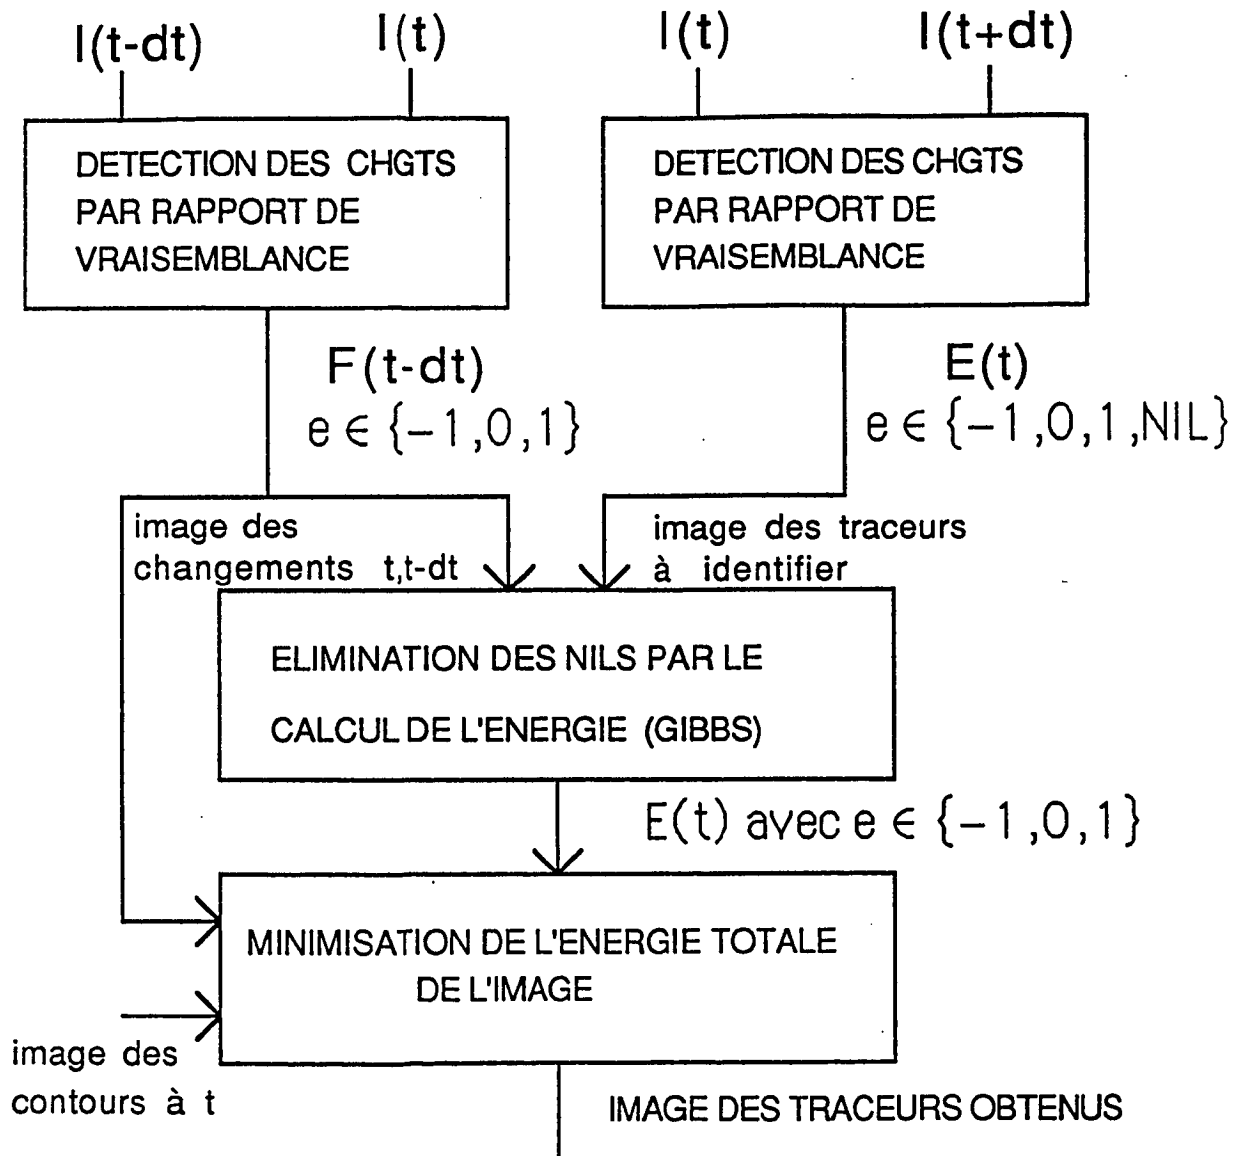 I(t-dt)
I(t)
I(t)
I(t+dt)
DETECTION DES CHGTS
PAR RAPPORT DE
VRAISEMBLANCE
DETECTION DES CHGTS
PAR RAPPORT DE
VRAISEMBLANCE
F(t-dt)
e ∈ {-1,0,1}
E(t)
e ∈ {-1,0,1,NIL}
image des
changements t,t-dt
image des traceurs
à identifier
ELIMINATION DES NILS PAR LE
CALCUL DE L'ENERGIE (GIBBS)
E(t) avec e ∈ {-1,0,1}
MINIMISATION DE L'ENERGIE TOTALE
DE L'IMAGE
image des
contours à t
IMAGE DES TRACEURS OBTENUS